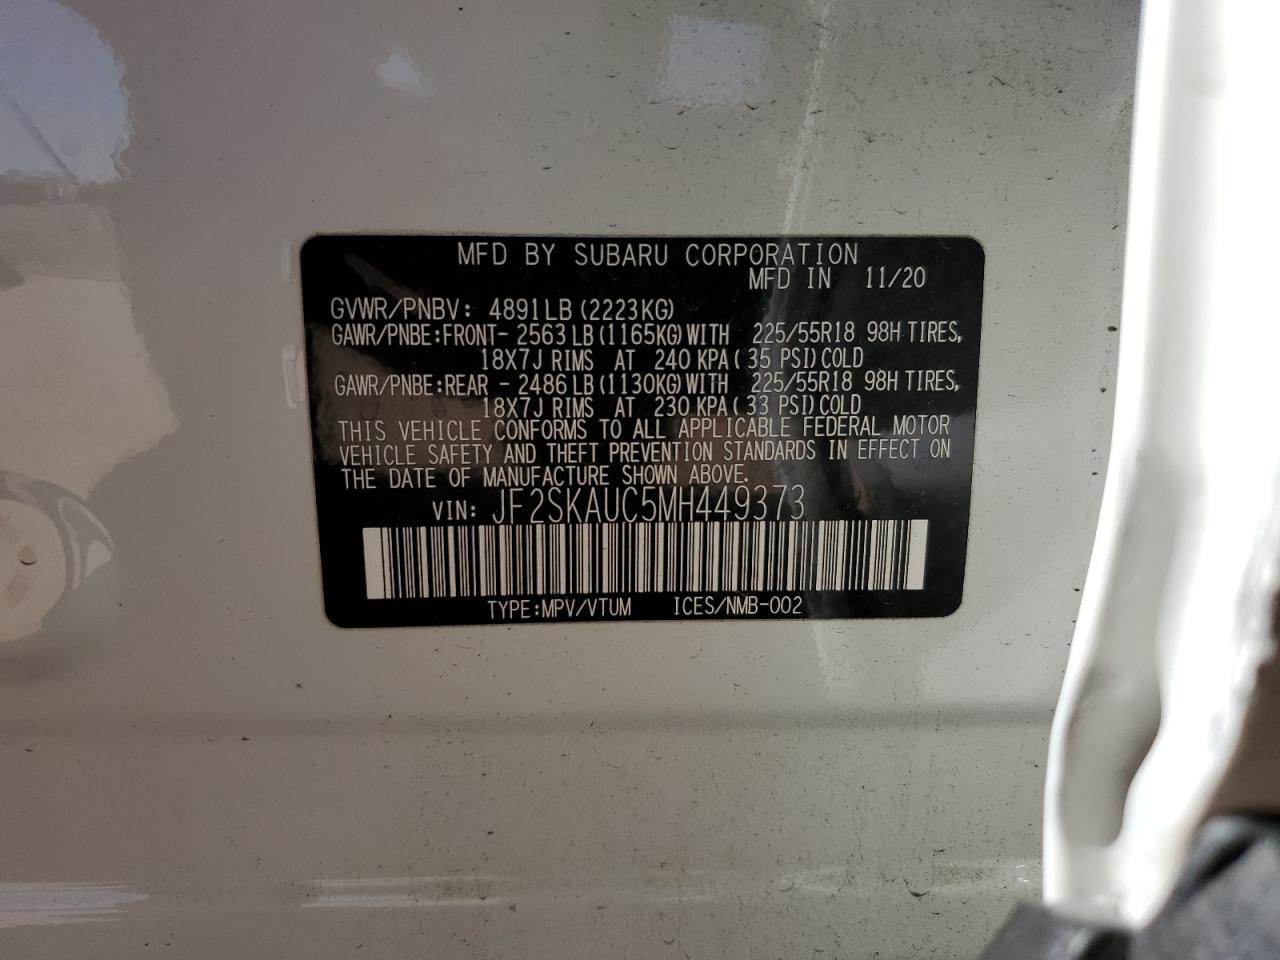 MFD BY SUBARU CORPORATION
MFD IN 11/20
GVWR/PNBV: 4891LB (2223KG)
GAWR/PNBE:FRONT- 2563 LB (1165KG) WITH 225/55R18 98H TIRES,
18X7J RIMS AT 240 KPA ( 35 PSI) COLD
GAWR/PNBE:REAR - 2486 LB (1130KG) WITH 225/55R18 98H TIRES,
18X7J RIMS AT 230 KPA ( 33 PSI) COLD
THIS VEHICLE CONFORMS TO ALL APPLICABLE FEDERAL MOTOR
VEHICLE SAFETY AND THEFT PREVENTION STANDARDS IN EFFECT ON
THE DATE OF MANUFACTURE SHOWN ABOVE.
VIN: JF2SKAUC5MH449373
TYPE:MPV/VTUM ICES/NMB-002